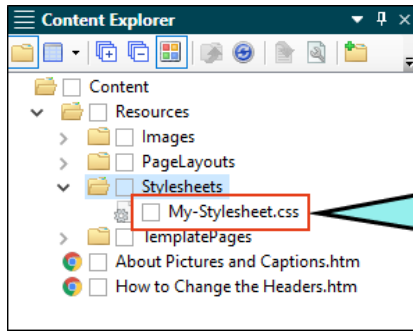 Content Explorer
Content
Resources
Images
PageLayouts
Stylesheets
My-Stylesheet.css
TemplatePages
About Pictures and Captions.htm
How to Change the Headers.htm